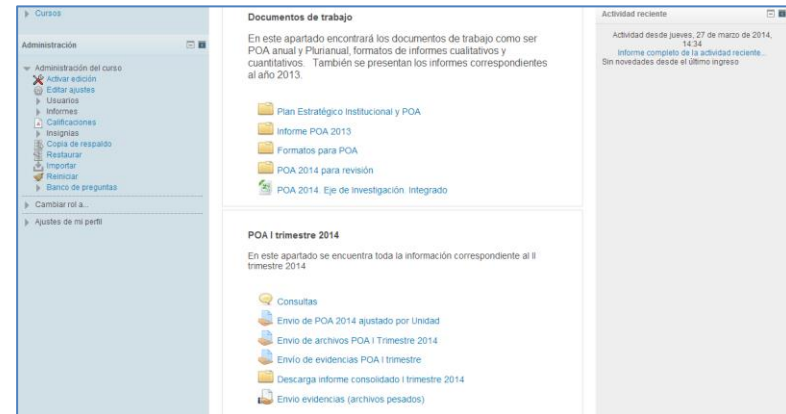 Cursos
Administración
Administración del curso
Activar edición
Editar ajustes
Usuarios
Informes
Calificaciones
Insignias
Copia de respaldo
Restaurar
Importar
Reiniciar
Banco de preguntas
Cambiar rol a...
Ajustes de mi perfil
Documentos de trabajo
En este apartado encontrará los documentos de trabajo como ser
POA anual y Plurianual, formatos de informes cualitativos y
cuantitativos. También se presentan los informes correspondientes
al año 2013.
Plan Estratégico Institucional y POA
Informe POA 2013
Formatos para POA
POA 2014 para revisión
POA 2014. Eje de Investigación. Integrado
POA I trimestre 2014
En este apartado se encuentra toda la información correspondiente al II
trimestre 2014
Consultas
Envio de POA 2014 ajustado por Unidad
Envio de archivos POA I Trimestre 2014
Envío de evidencias POA I trimestre
Descarga informe consolidado I trimestre 2014
Envio evidencias (archivos pesados)
Actividad reciente
Actividad desde jueves, 27 de marzo de 2014,
14:34
Informe completo de la actividad reciente...
Sin novedades desde el último ingreso